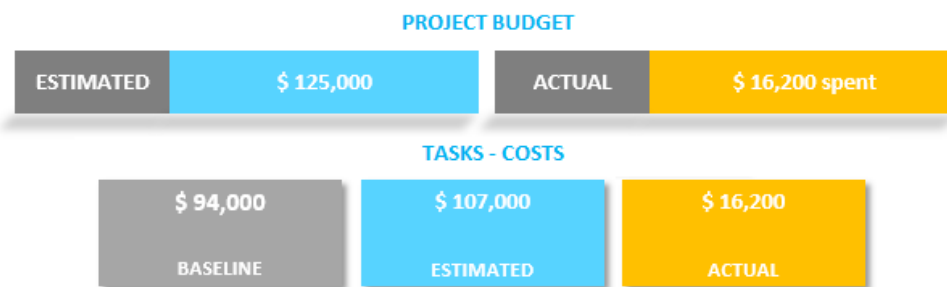 PROJECT BUDGET
ESTIMATED $ 125,000 ACTUAL $ 16,200 spent
TASKS - COSTS
$ 94,000 $ 107,000 $ 16,200
BASELINE ESTIMATED ACTUAL